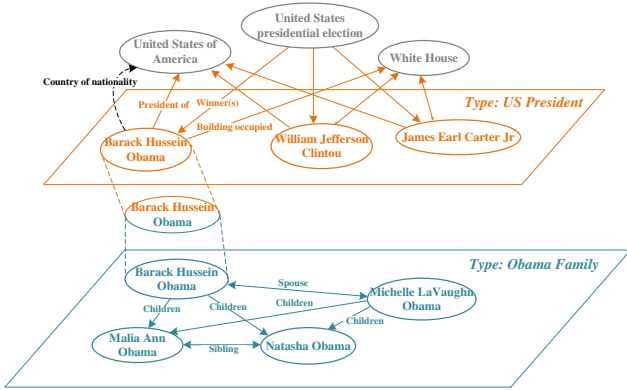 United States
presidential election
United States of
America
White House
Country of nationality
Type: US President
President of
Winner(s)
Building occupied
Barack Hussein
Obama
William Jefferson
Clintou
James Earl Carter Jr
Barack Hussein
Obama
Type: Obama Family
Barack Hussein
Obama
Spouse
Michelle LaVaughn
Obama
Children
Children
Children
Children
Malia Ann
Obama
Sibling
Natasha Obama